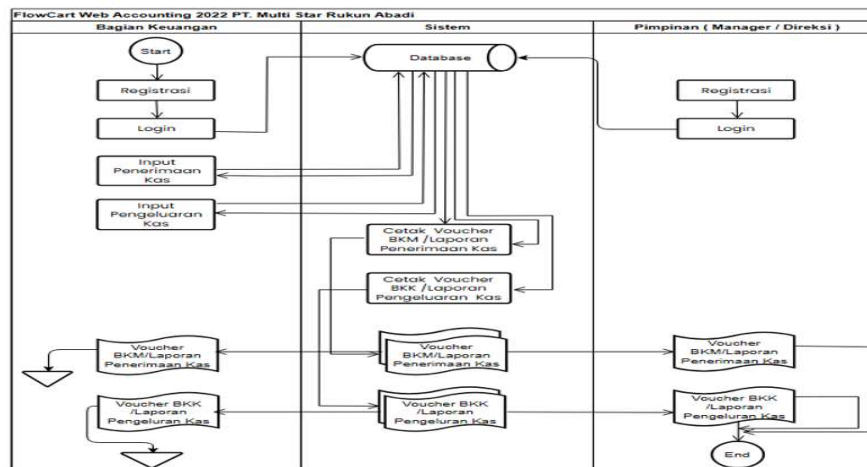 FlowCart Web Accounting 2022 PT. Multi Star Rukun Abadi
Bagian Keuangan
Sistem
Pimpinan ( Manager / Direksi )
Start
Registrasi
Login
Input
Penerimaan
Kas
Input
Pengeluaran
Kas
Database
Cetak Voucher
BKM /Laporan
Penerimaan Kas
Cetak Voucher
BKK /Laporan
Pengeluaran Kas
Registrasi
Login
Voucher
BKM/Laporan
Penerimaan Kas
Voucher
BKM/Laporan
Penerimaan Kas
Voucher
BKM/Laporan
Penerimaan Kas
Voucher BKK
/Laporan
Pengeluran Kas
Voucher BKK
/Laporan
Pengeluran Kas
Voucher BKK
/Laporan
Pengeluran Kas
End